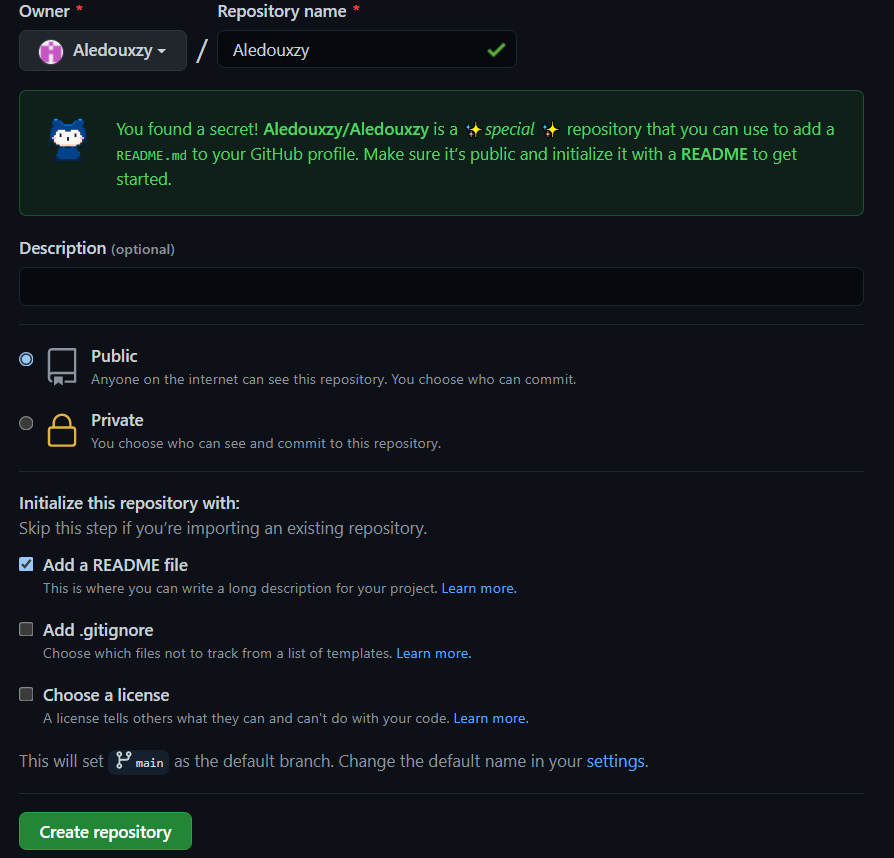 Owner * Repository name *
Aledouxzy / Aledouxzy
You found a secret! Aledouxzy/Aledouxzy is a ✨special ✨ repository that you can use to add a
README.md to your GitHub profile. Make sure it’s public and initialize it with a README to get
started.
Description (optional)
Public
Anyone on the internet can see this repository. You choose who can commit.
Private
You choose who can see and commit to this repository.
Initialize this repository with:
Skip this step if you’re importing an existing repository.
Add a README file
This is where you can write a long description for your project. Learn more.
Add .gitignore
Choose which files not to track from a list of templates. Learn more.
Choose a license
A license tells others what they can and can't do with your code. Learn more.
This will set main as the default branch. Change the default name in your settings.
Create repository